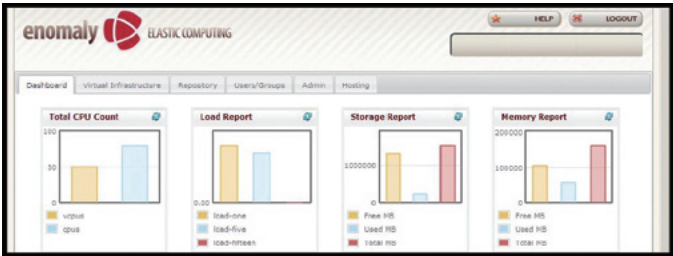 enomaly ELASTIC COMPUTING
HELP LOGOUT
Dashboard Virtual Infrastructure Repository Users/Groups Admin Hosting
Total CPU Count Load Report Storage Report Memory Report
100 200000
50 1000000 100000
0 0.00 0 0
vcpus load-one Free MB Free MB
cpus load-five Used MB Used MB
load-fifteen Total MB Total MB